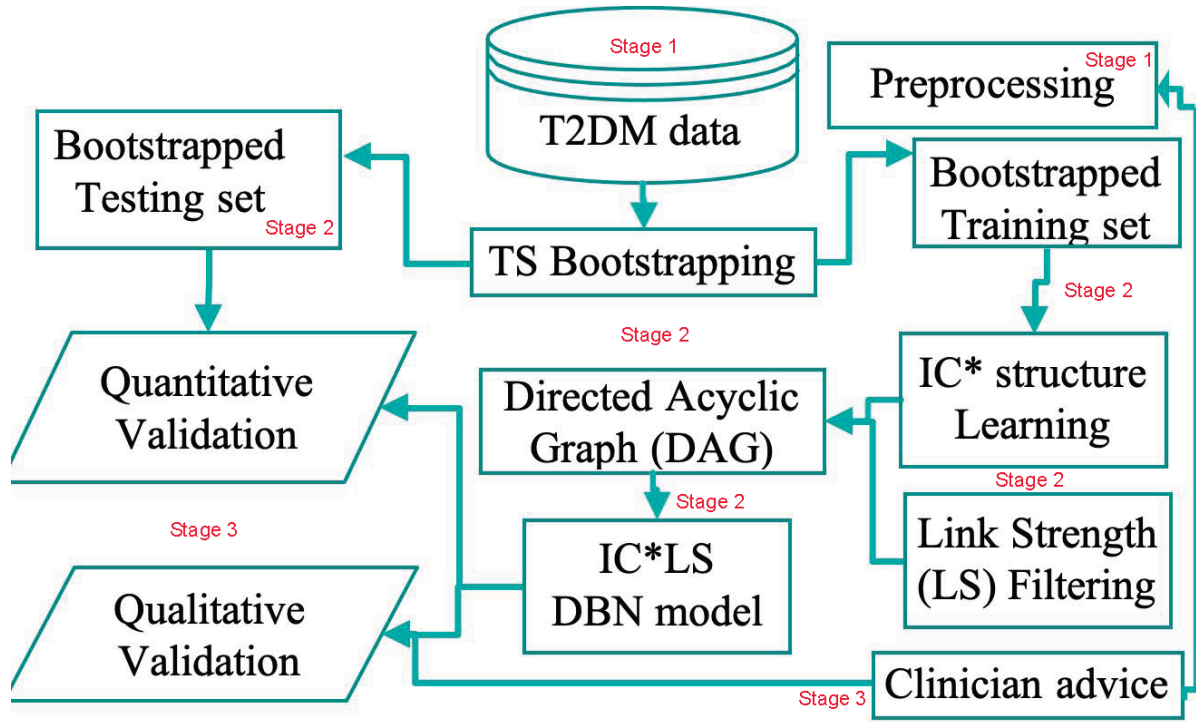 Stage 1
T2DM data
Stage 1
Preprocessing
Bootstrapped
Testing set
Stage 2
Bootstrapped
Training set
TS Bootstrapping
Stage 2
Stage 2
Quantitative
Validation
Directed Acyclic
Graph (DAG)
IC* structure
Learning
Stage 2
Stage 2
Link Strength
(LS) Filtering
IC*LS
DBN model
Stage 3
Qualitative
Validation
Stage 3
Clinician advice